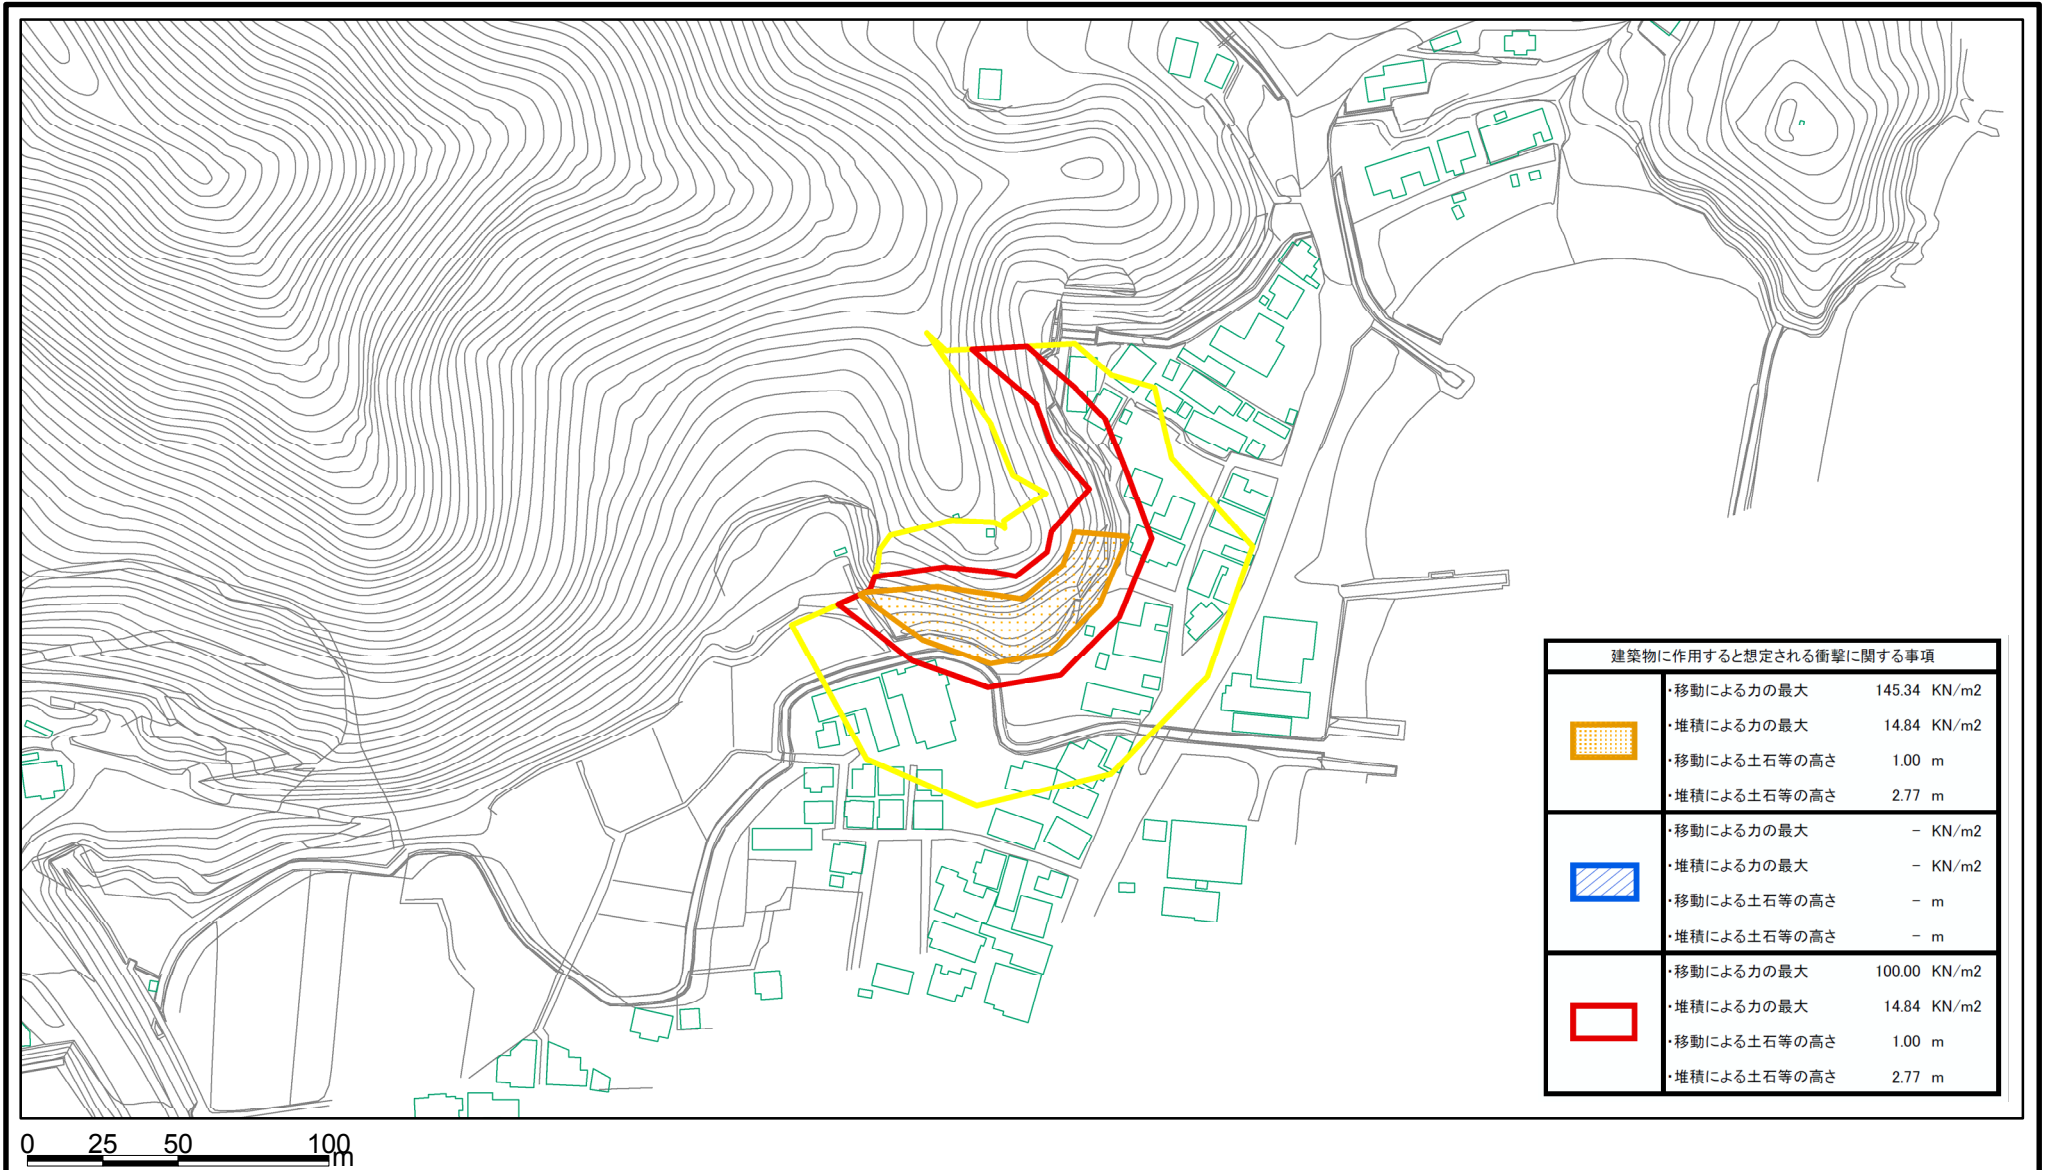 建築物に作用すると想定される衝撃に関する事項
・移動による力の最大 145.34 KN/m2
・堆積による力の最大 14.84 KN/m2
・移動による土石等の高さ 1.00 m
・堆積による土石等の高さ 2.77 m
・移動による力の最大 － KN/m2
・堆積による力の最大 － KN/m2
・移動による土石等の高さ － m
・堆積による土石等の高さ － m
・移動による力の最大 100.00 KN/m2
・堆積による力の最大 14.84 KN/m2
・移動による土石等の高さ 1.00 m
・堆積による土石等の高さ 2.77 m
0 25 50 100 m